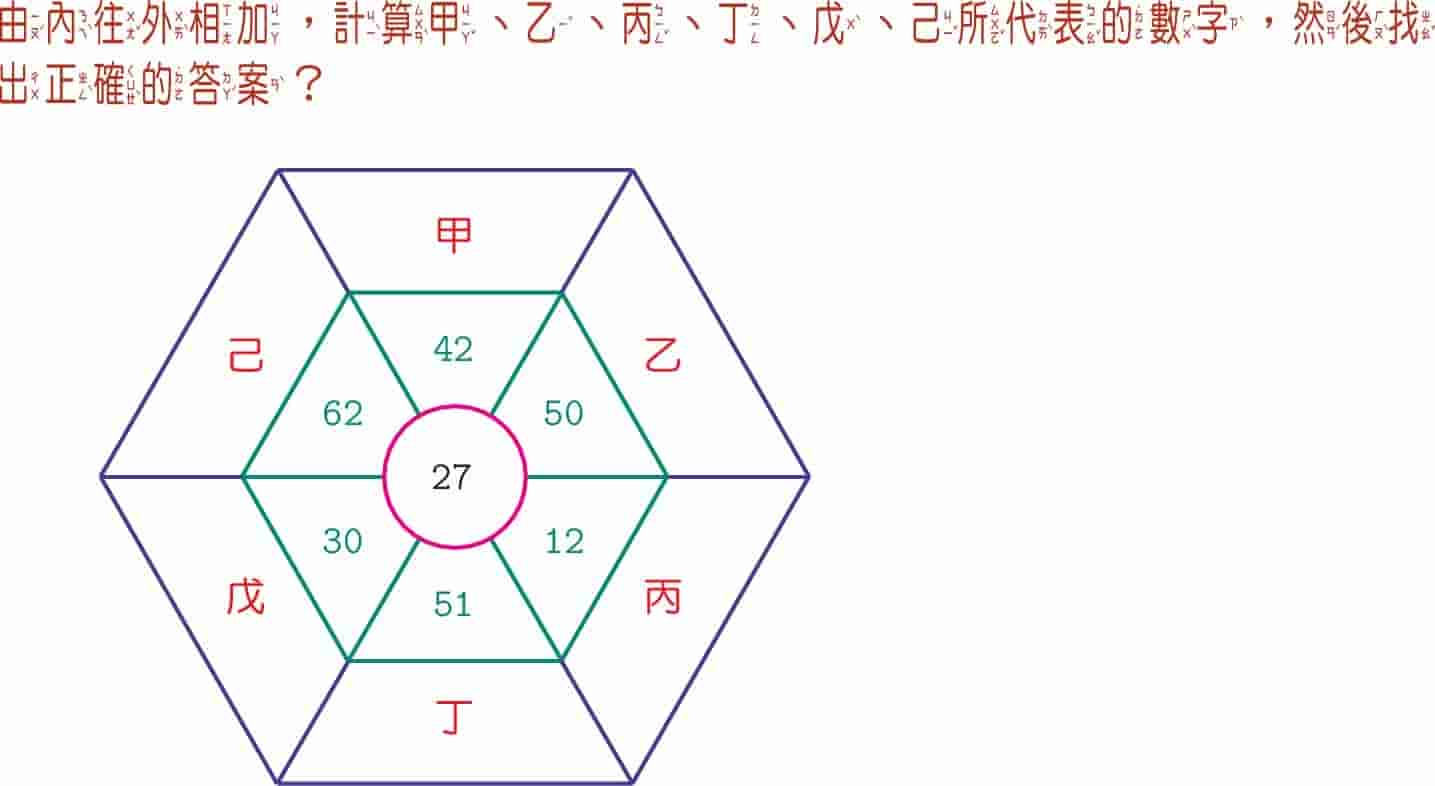 由內往外相加，計算甲、乙、丙、丁、戊、己所代表的數字，然後找
出正確的答案？
甲
己
42
乙
62
50
27
30
12
戊
51
丙
丁